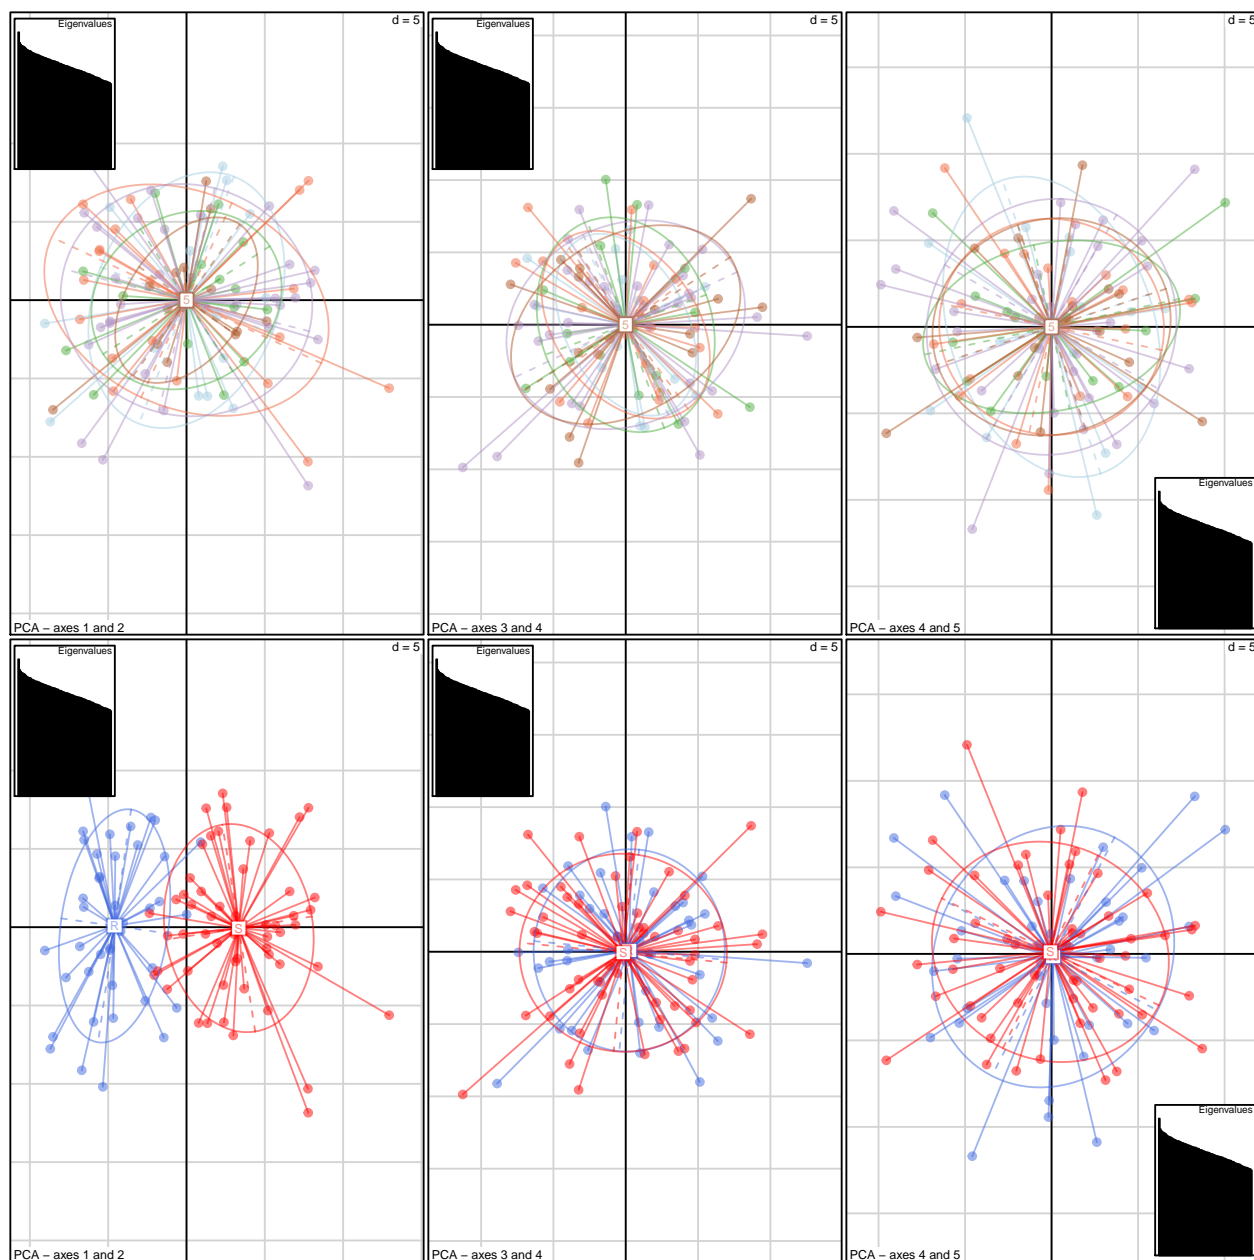 Eigenvalues
d = 5
5
PCA – axes 1 and 2
Eigenvalues
d = 5
5
PCA – axes 3 and 4
d = 5
5
Eigenvalues
PCA – axes 4 and 5
Eigenvalues
d = 5
R
S
PCA – axes 1 and 2
Eigenvalues
d = 5
S
PCA – axes 3 and 4
d = 5
S
Eigenvalues
PCA – axes 4 and 5